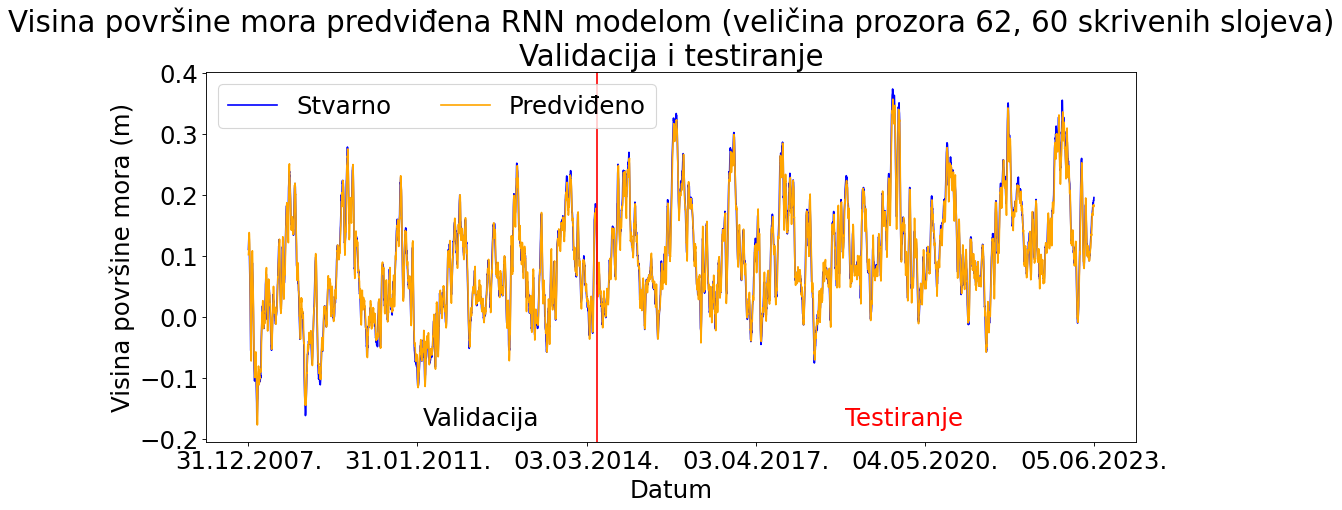 Visina površine mora predviđena RNN modelom (veličina prozora 62, 60 skrivenih slojeva)
Validacija i testiranje
Stvarno
Predviđeno
Visina površine mora (m)
0.4
0.3
0.2
0.1
0.0
−0.1
−0.2
Validacija
Testiranje
31.12.2007.
31.01.2011.
03.03.2014.
03.04.2017.
04.05.2020.
05.06.2023.
Datum